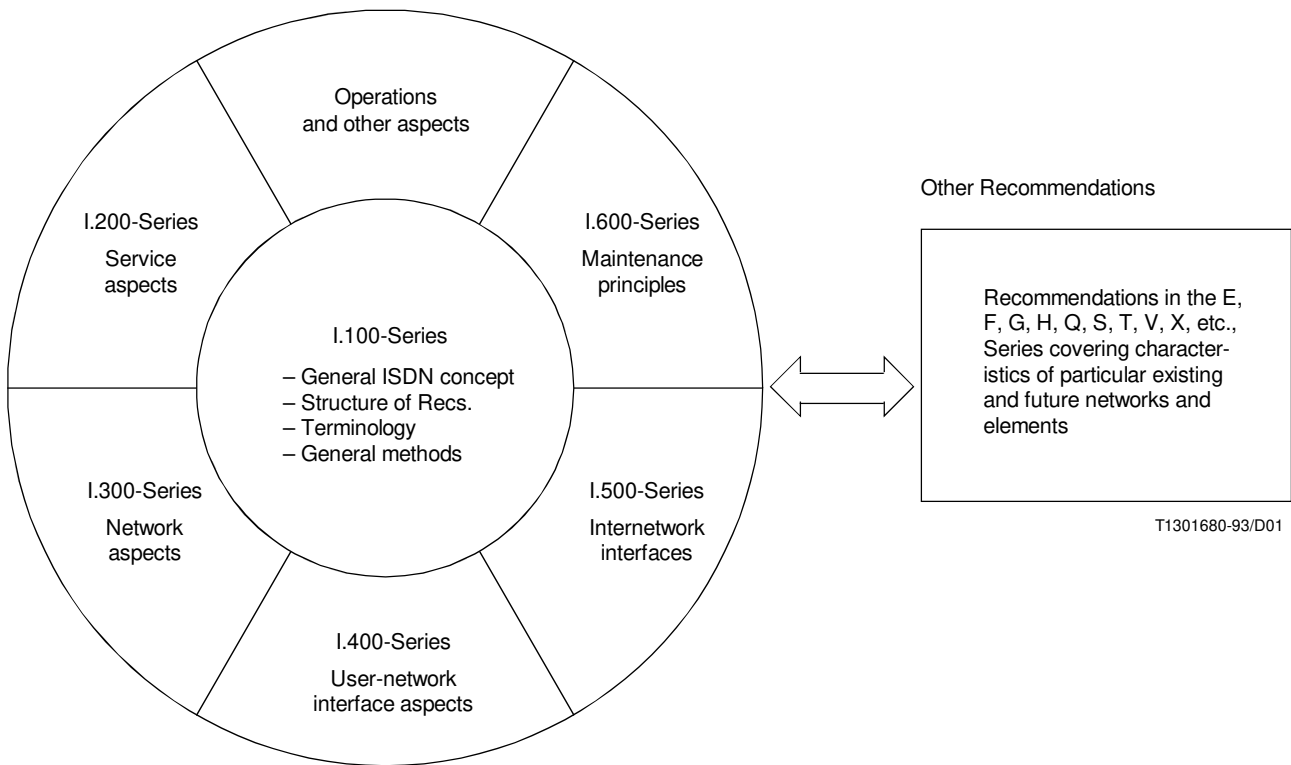 Operations
and other aspects
I.200-Series
Service
aspects
I.600-Series
Maintenance
principles
I.100-Series
– General ISDN concept
– Structure of Recs.
– Terminology
– General methods
I.300-Series
Network
aspects
I.500-Series
Internetwork
interfaces
I.400-Series
User-network
interface aspects
Other Recommendations
Recommendations in the E,
F, G, H, Q, S, T, V, X, etc.,
Series covering character-
istics of particular existing
and future networks and
elements
T1301680-93/D01